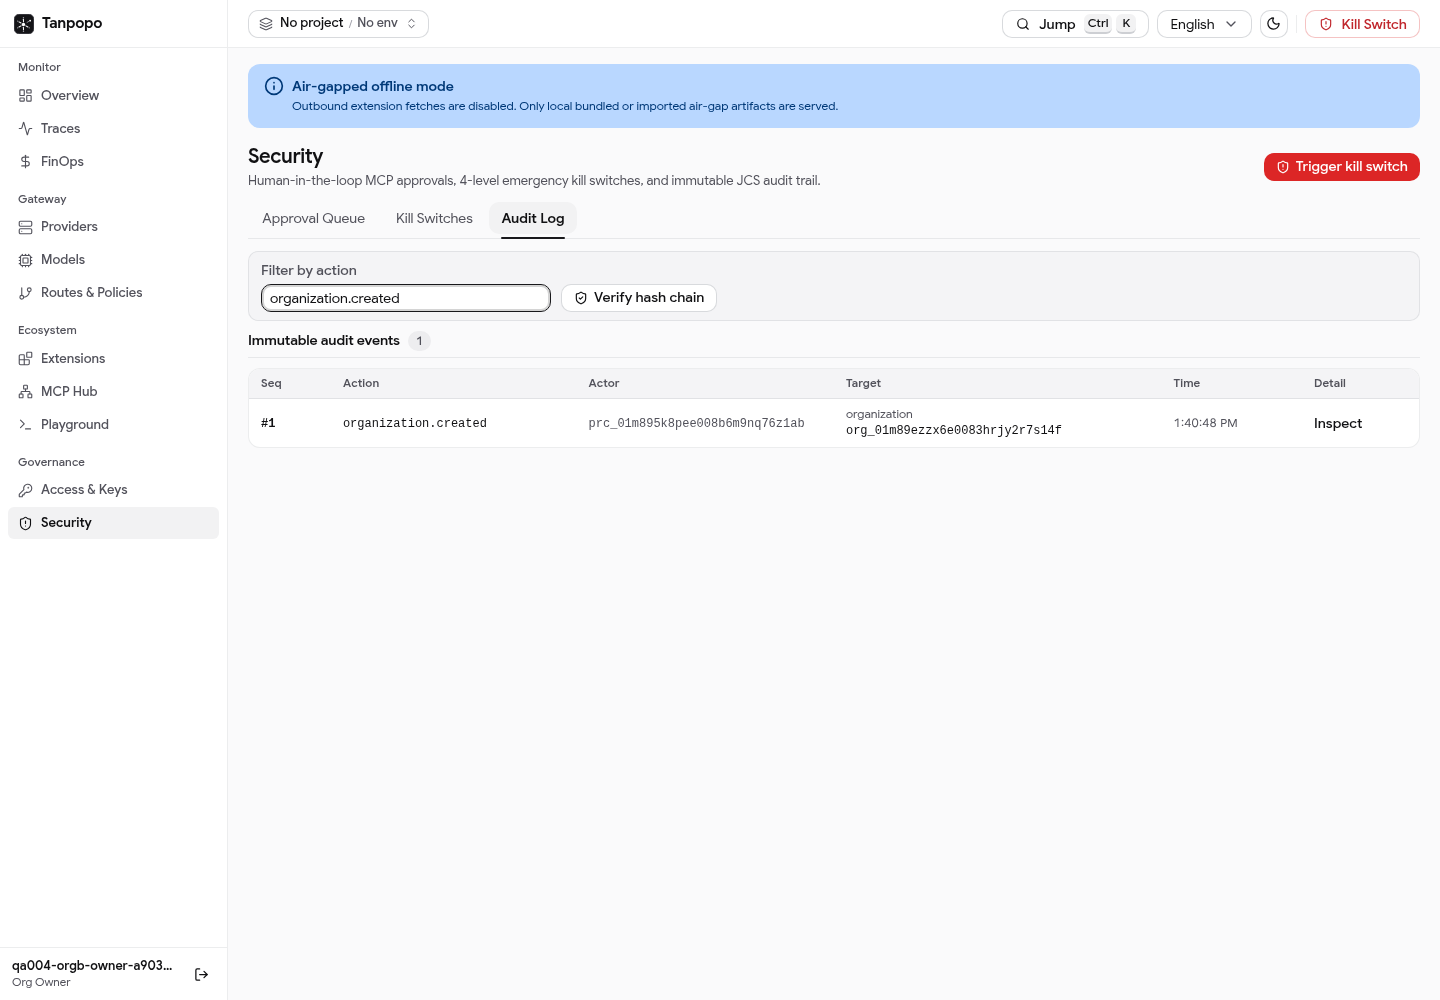 Tanpopo
No project / No env
Jump Ctrl K
English
Kill Switch
Monitor
Overview
Traces
FinOps
Gateway
Providers
Models
Routes & Policies
Ecosystem
Extensions
MCP Hub
Playground
Governance
Access & Keys
Security
Air-gapped offline mode
Outbound extension fetches are disabled. Only local bundled or imported air-gap artifacts are served.
Security
Human-in-the-loop MCP approvals, 4-level emergency kill switches, and immutable JCS audit trail.
Trigger kill switch
Approval Queue Kill Switches Audit Log
Filter by action
organization.created
Verify hash chain
Immutable audit events 1
Seq Action Actor Target Time Detail
#1 organization.created prc_01m895k8pee008b6m9nq76z1ab organization 1:40:48 PM Inspect
org_01m89ezzx6e0083hrjy2r7s14f
qa004-orgb-owner-a903...
Org Owner